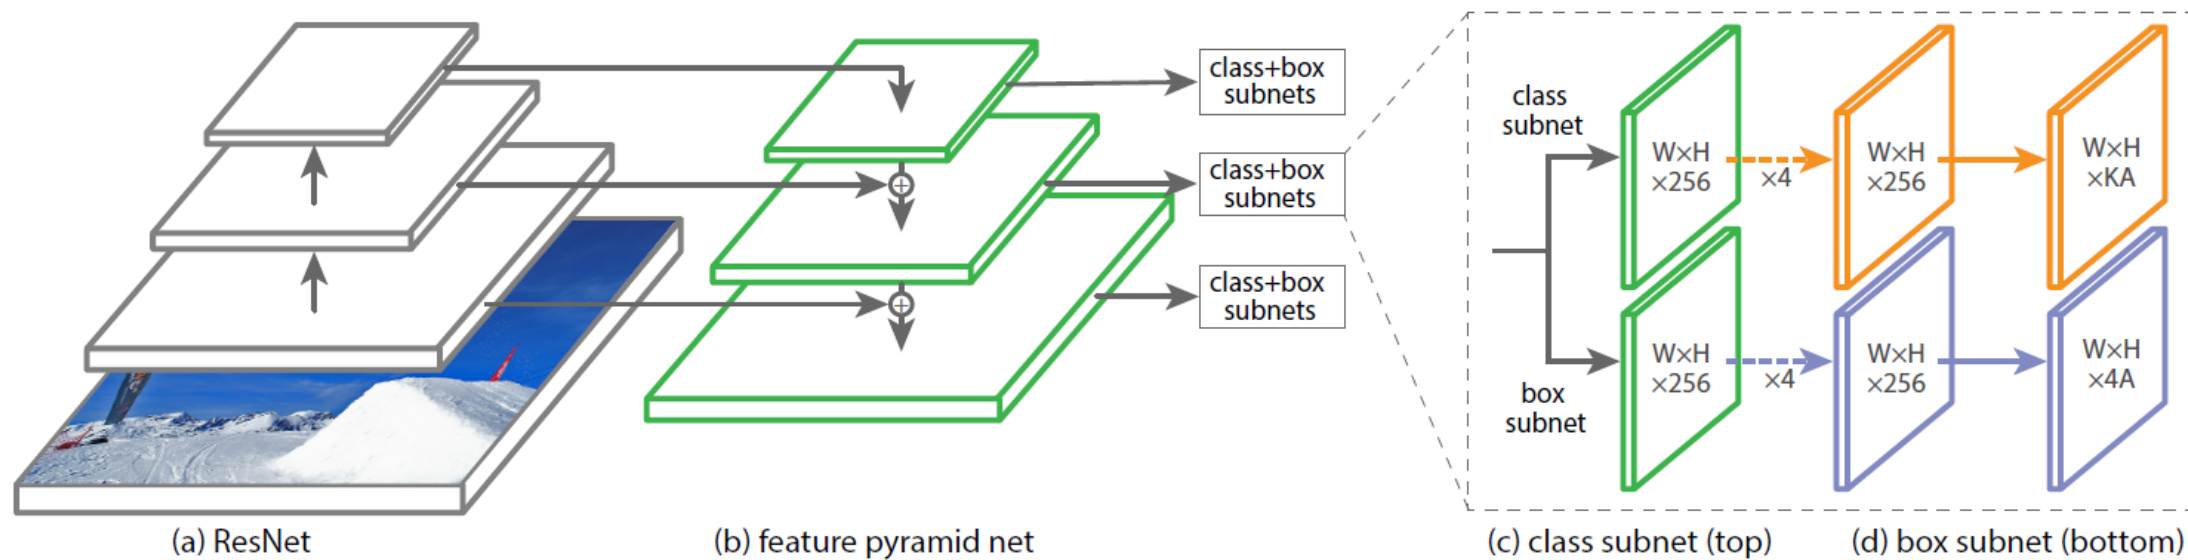 class+box
subnets
class+box
subnets
class+box
subnets
class
subnet
W×H
×256
×4
W×H
×256
W×H
×KA
box
subnet
W×H
×256
×4
W×H
×256
W×H
×4A
(a) ResNet
(b) feature pyramid net
(c) class subnet (top)
(d) box subnet (bottom)